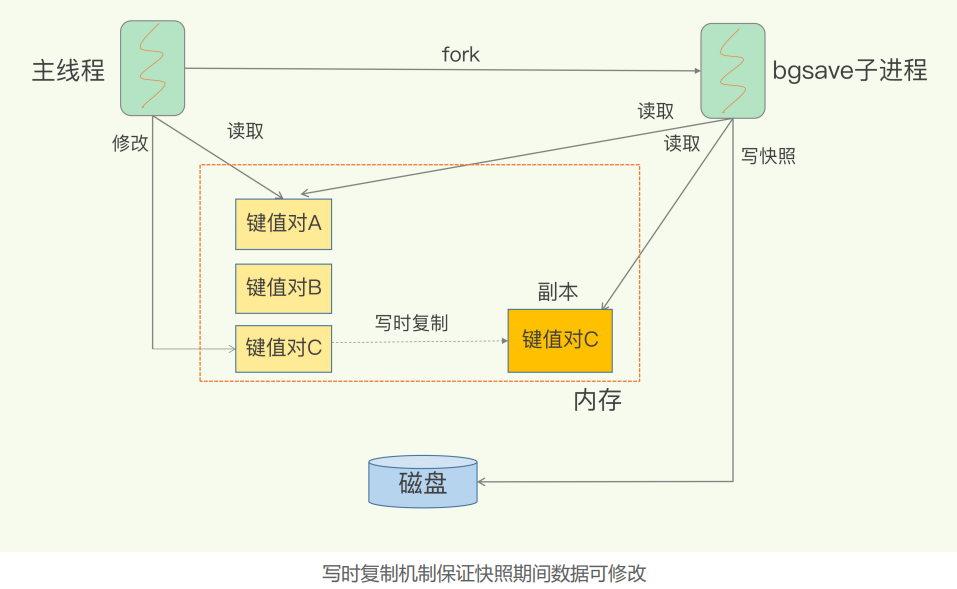 fork
主线程
bgsave子进程
读取
修改
读取
读取
写快照
键值对A
键值对B
副本
写时复制
键值对C
键值对C
内存
磁盘
写时复制机制保证快照期间数据可修改